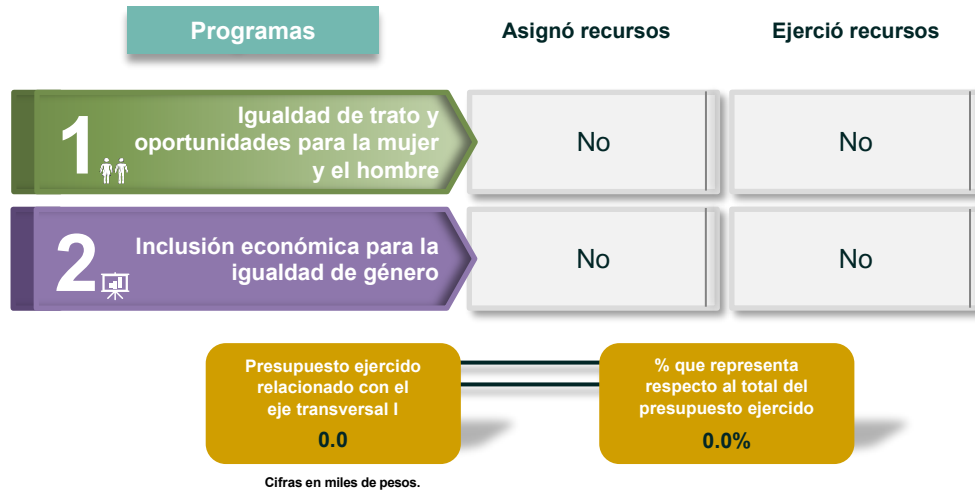 Programas
Asignó recursos
Ejerció recursos
1
Igualdad de trato y
oportunidades para la mujer
y el hombre
No
No
2
Inclusión económica para la
igualdad de género
No
No
Presupuesto ejercido
relacionado con el
eje transversal I
0.0
% que representa
respecto al total del
presupuesto ejercido
0.0%
Cifras en miles de pesos.